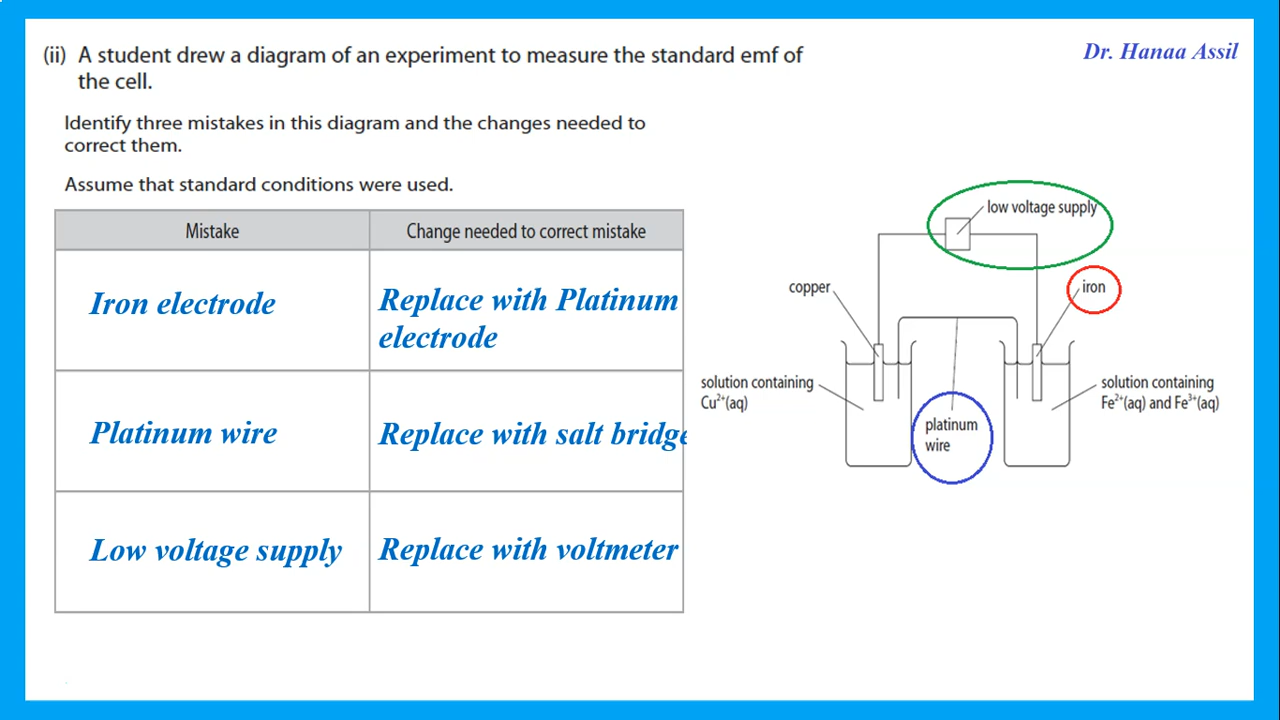 (ii) A student drew a diagram of an experiment to measure the standard emf of
the cell.
Dr. Hanaa Assil
Identify three mistakes in this diagram and the changes needed to
correct them.
Assume that standard conditions were used.
Mistake
Change needed to correct mistake
Iron electrode
Replace with Platinum
electrode
Platinum wire
Replace with salt bridge
Low voltage supply
Replace with voltmeter
low voltage supply
copper
iron
solution containing
Cu²⁺(aq)
platinum
wire
solution containing
Fe²⁺(aq) and Fe³⁺(aq)